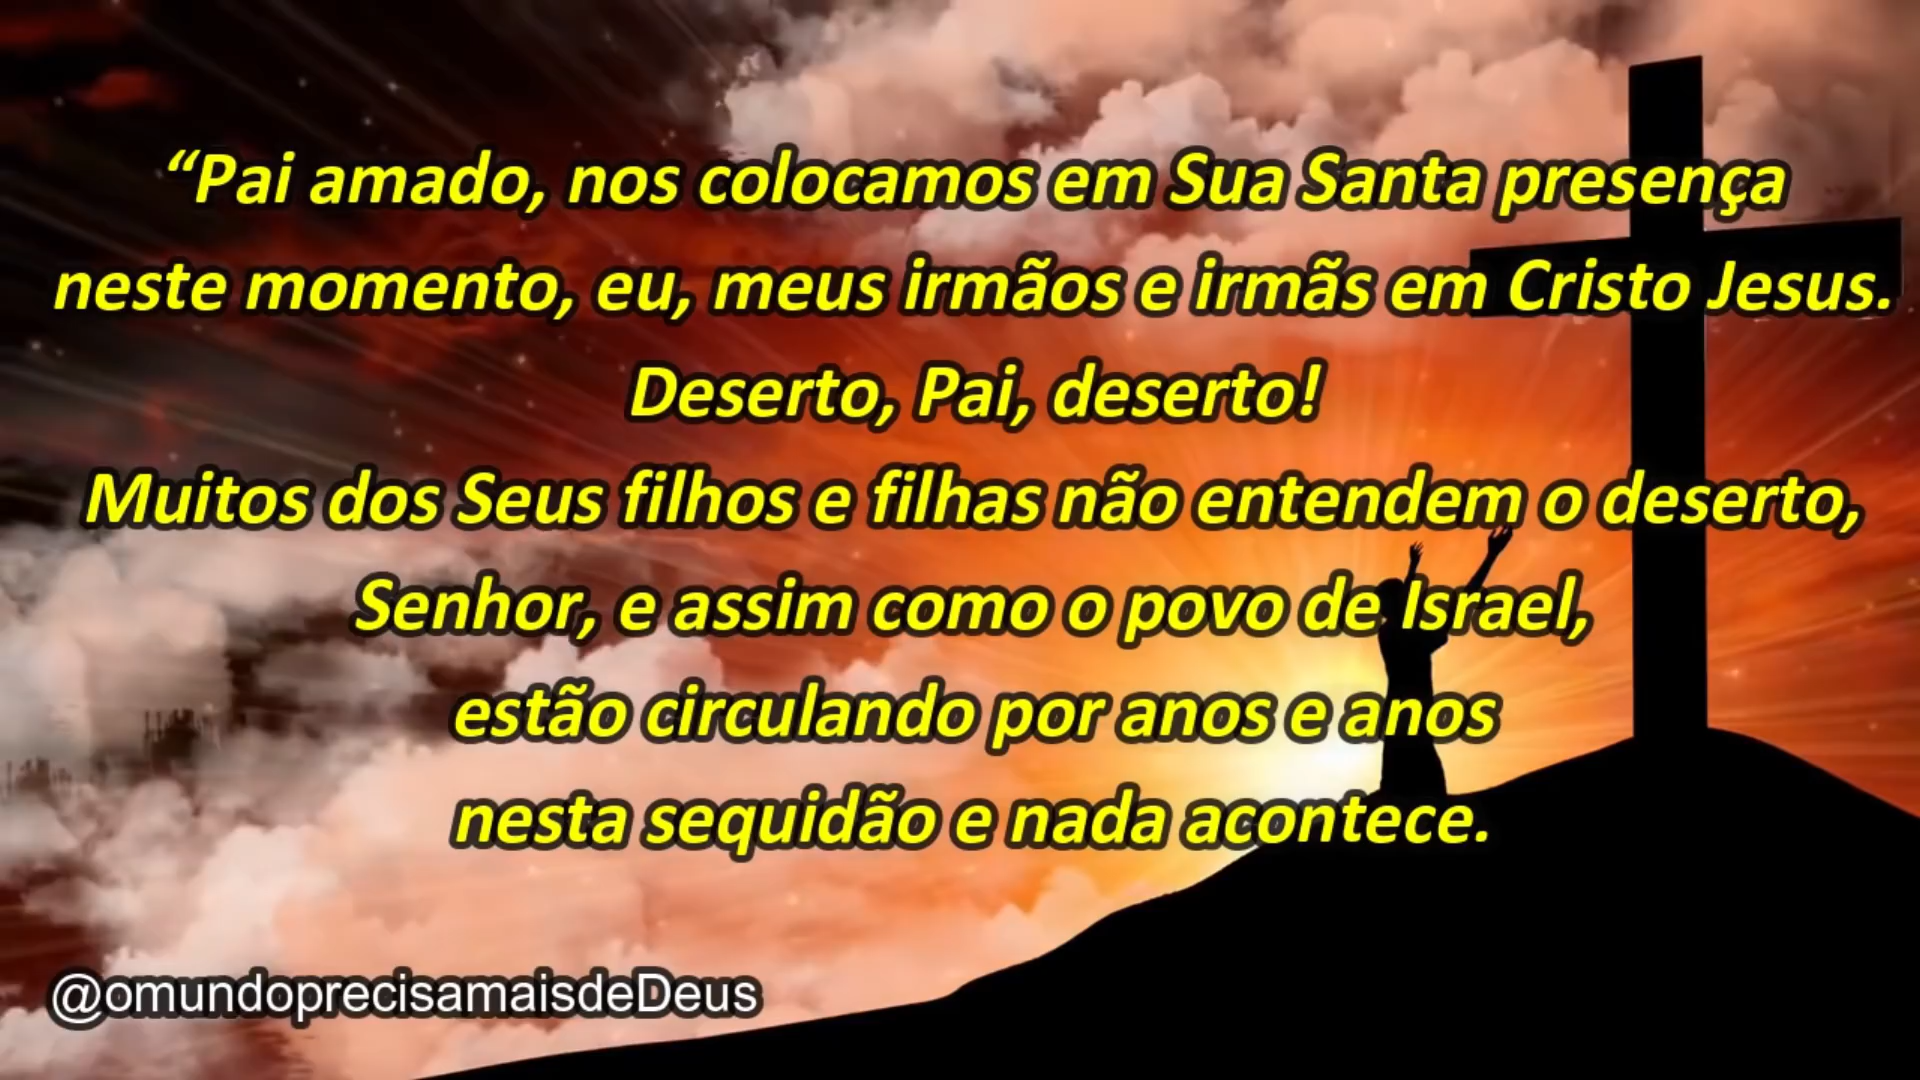 “Pai amado, nos colocamos em Sua Santa presença
neste momento, eu, meus irmãos e irmãs em Cristo Jesus.
Deserto, Pai, deserto!
Muitos dos Seus filhos e filhas não entendem o deserto,
Senhor, e assim como o povo de Israel,
estão circulando por anos e anos
nesta sequidão e nada acontece.
@omundoprecisamaisdeDeus